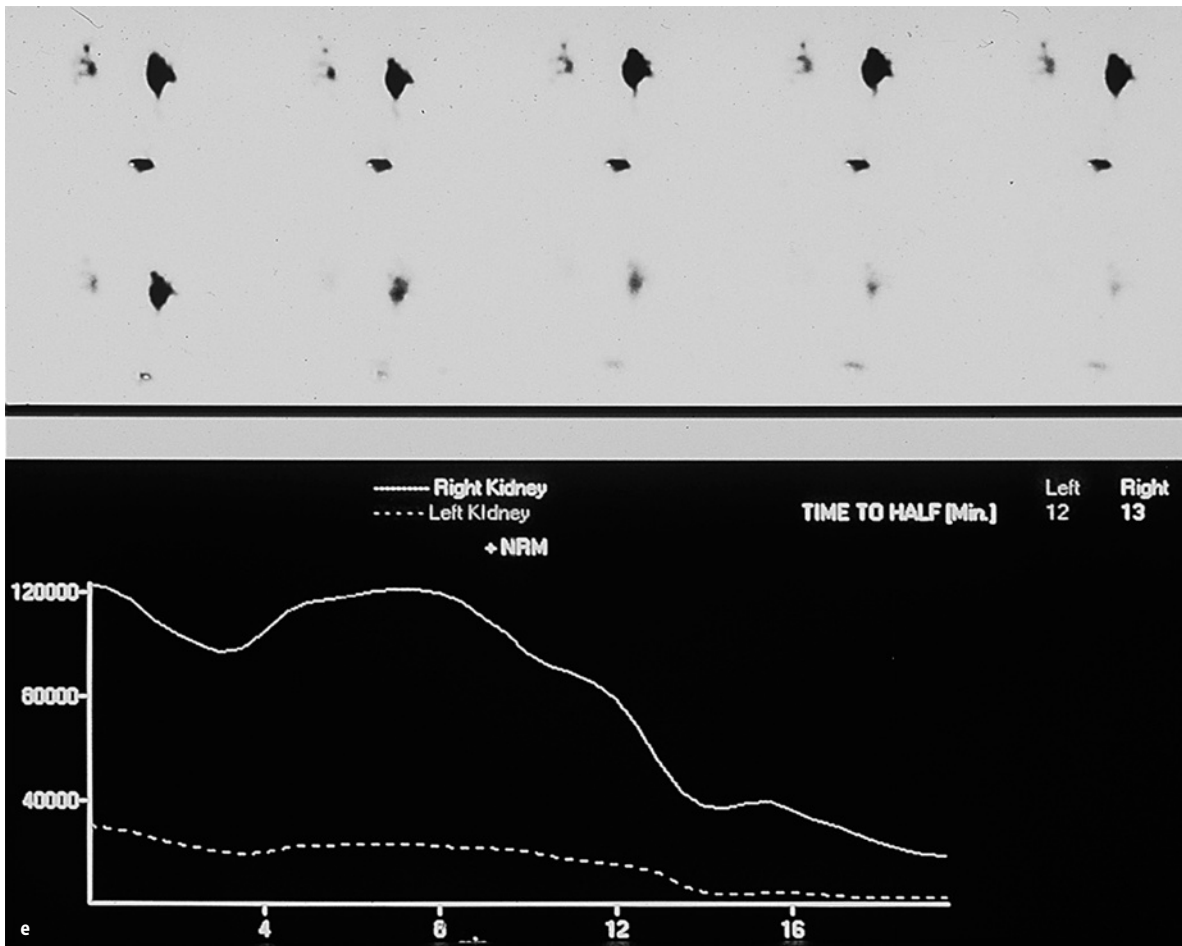 Right Kidney
Left KIdney
+ NRM
Left Right
TIME TO HALF [Min.] 12 13
120000
80000
40000
4 8 12 16
e